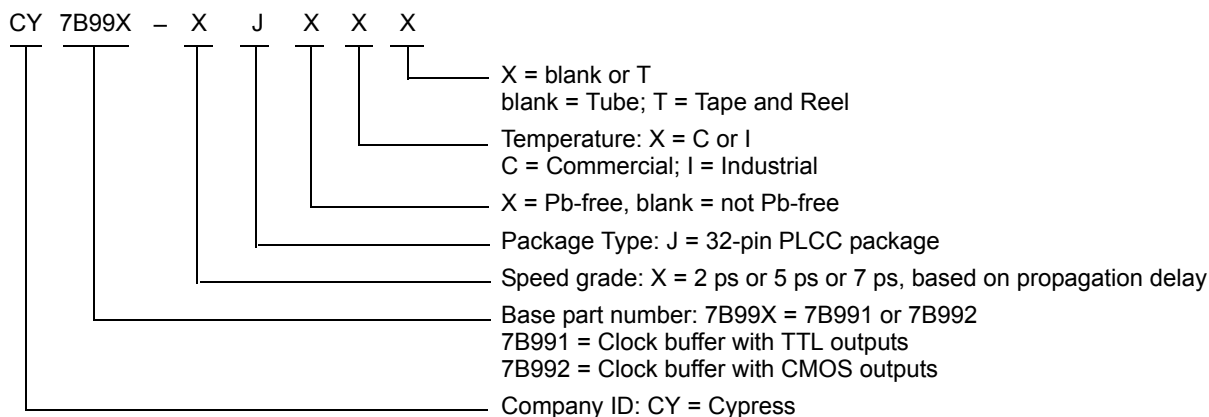 CY 7B99X – X J X X X
X = blank or T
blank = Tube; T = Tape and Reel
Temperature: X = C or I
C = Commercial; I = Industrial
X = Pb-free, blank = not Pb-free
Package Type: J = 32-pin PLCC package
Speed grade: X = 2 ps or 5 ps or 7 ps, based on propagation delay
Base part number: 7B99X = 7B991 or 7B992
7B991 = Clock buffer with TTL outputs
7B992 = Clock buffer with CMOS outputs
Company ID: CY = Cypress